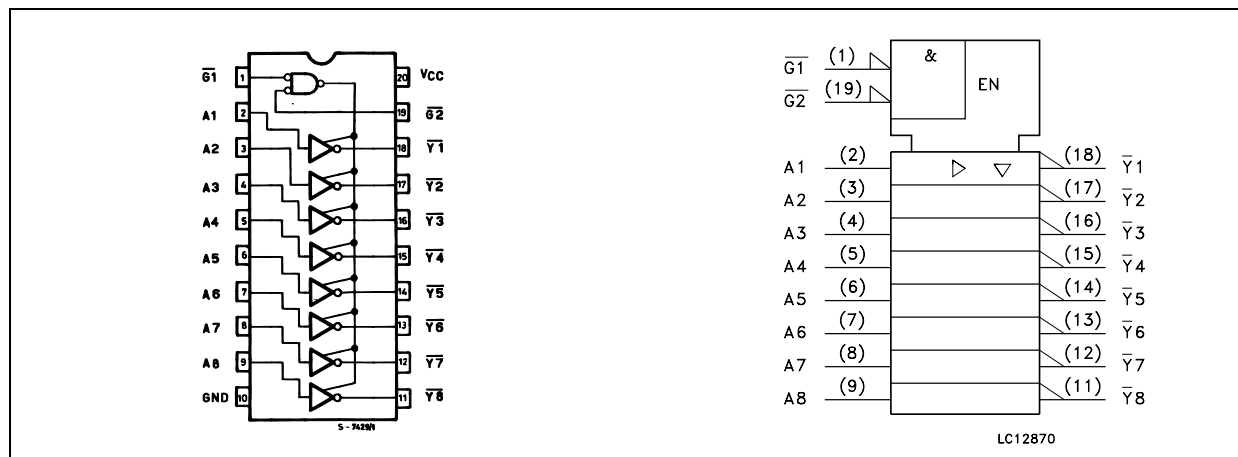 G1 1 20 VCC
A1 2 19 G2
A2 3 18 Y1
A3 4 17 Y2
A4 5 16 Y3
A5 6 15 Y4
A6 7 14 Y5
A7 8 13 Y6
A8 9 12 Y7
GND 10 11 Y8
S-7429/1
G1 (1) & EN
G2 (19)
A1 (2) (18) Y1
A2 (3) (17) Y2
A3 (4) (16) Y3
A4 (5) (15) Y4
A5 (6) (14) Y5
A6 (7) (13) Y6
A7 (8) (12) Y7
A8 (9) (11) Y8
LC12870